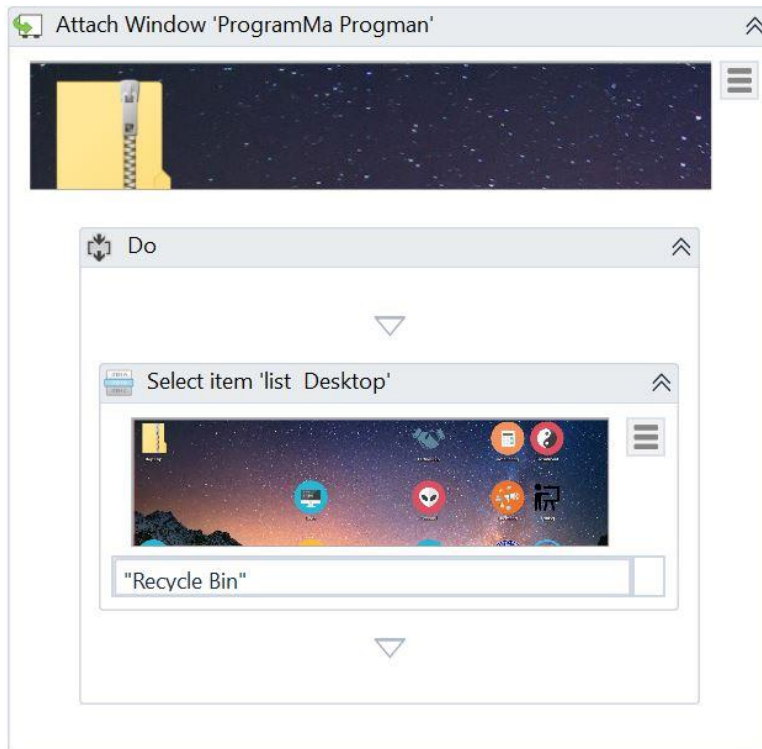 Attach Window 'ProgramMa Progman'
Do
Select item 'list  Desktop'
"Recycle Bin"